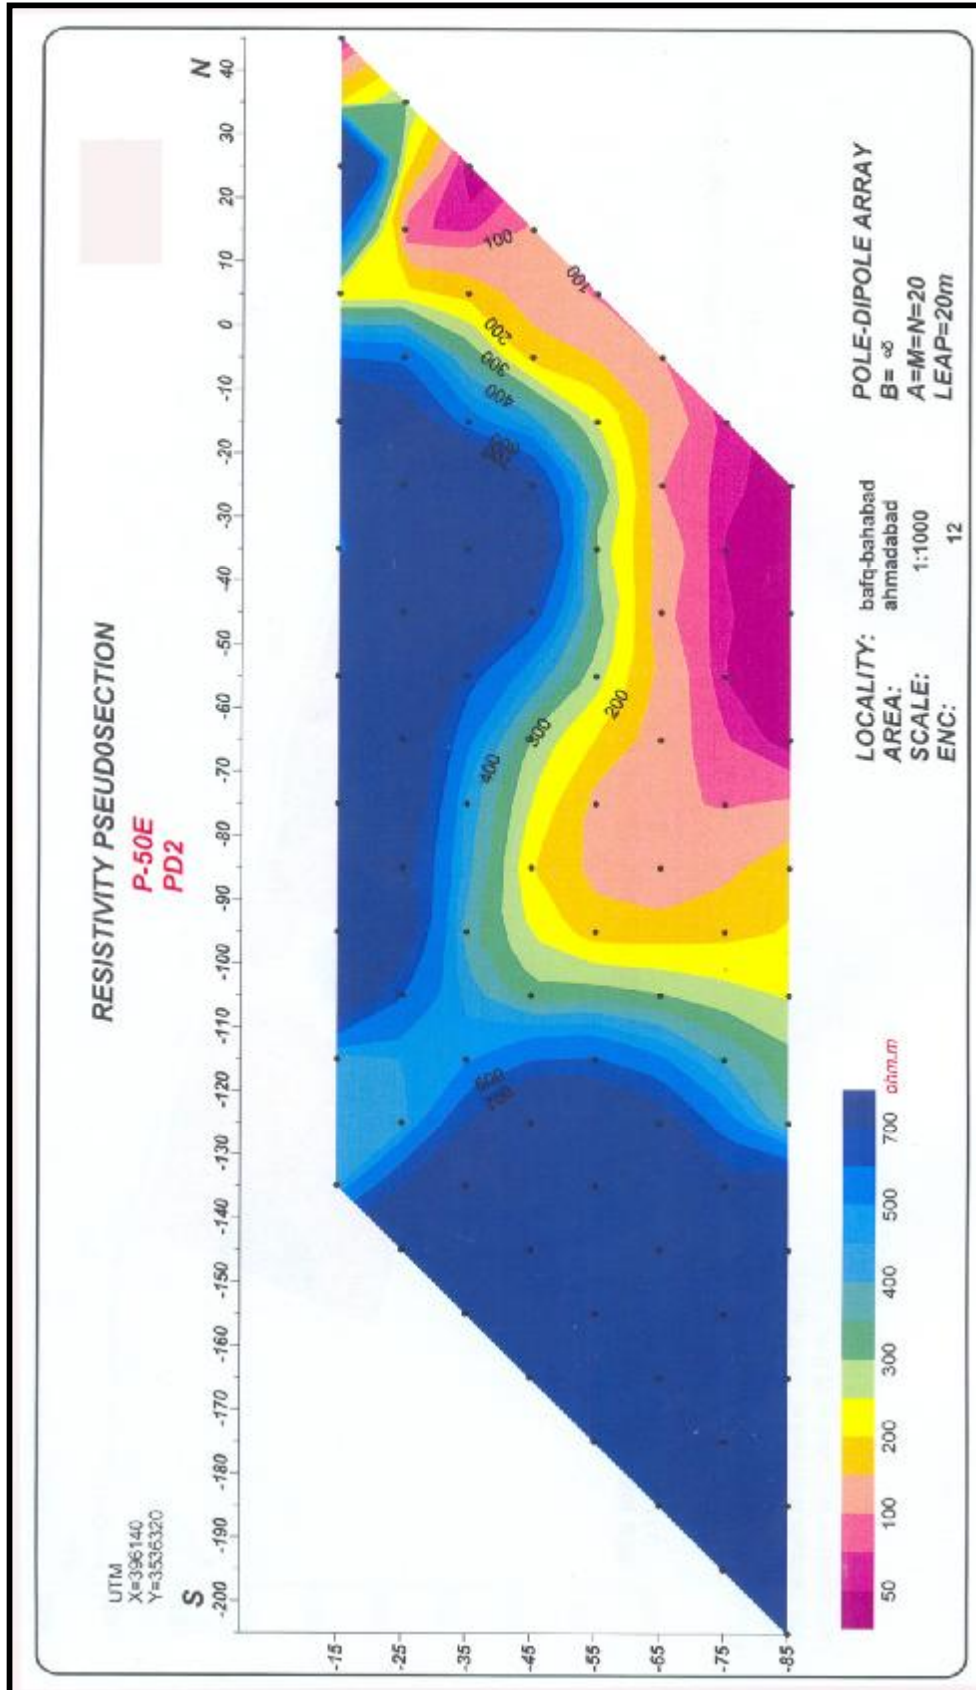 RESISTIVITY PSEUD0SECTION
P-50E
PD2
UTM
X=396140
Y=3536320
S
N
-200 -190 -180 -170 -160 -150 -140 -130 -120 -110 -100 -90 -80 -70 -60 -50 -40 -30 -20 -10 0 10 20 30 40
-15
-25
-35
-45
-55
-65
-75
-85
400
300
200
600
700
400
300
200
100
100
50 100 200 300 400 500 700 ohm.m
LOCALITY: bafq-bahabad
AREA: ahmadabad
SCALE: 1:1000
ENC: 12
POLE-DIPOLE ARRAY
B= ∞
A=M=N=20
LEAP=20m